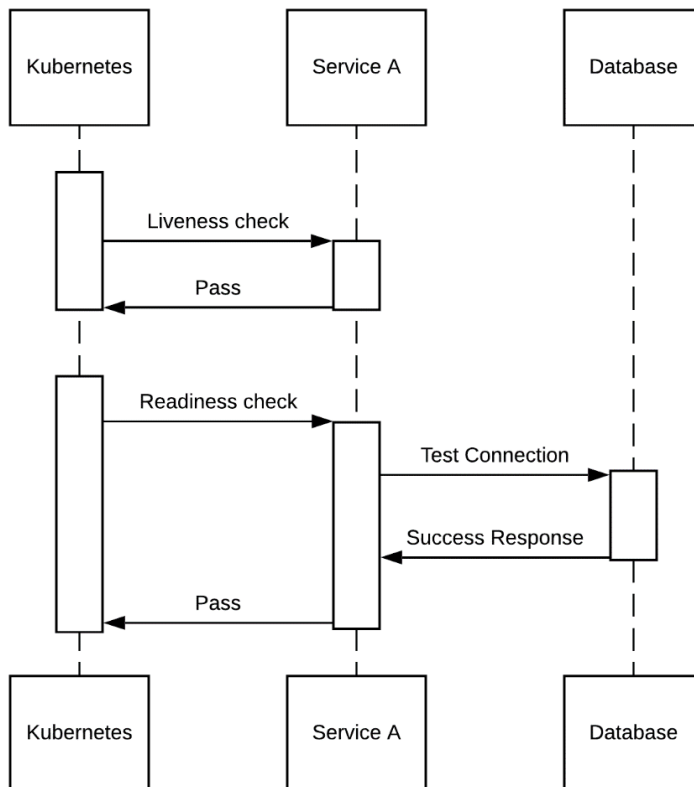 Kubernetes
Service A
Database
Liveness check
Pass
Readiness check
Test Connection
Success Response
Pass
Kubernetes
Service A
Database